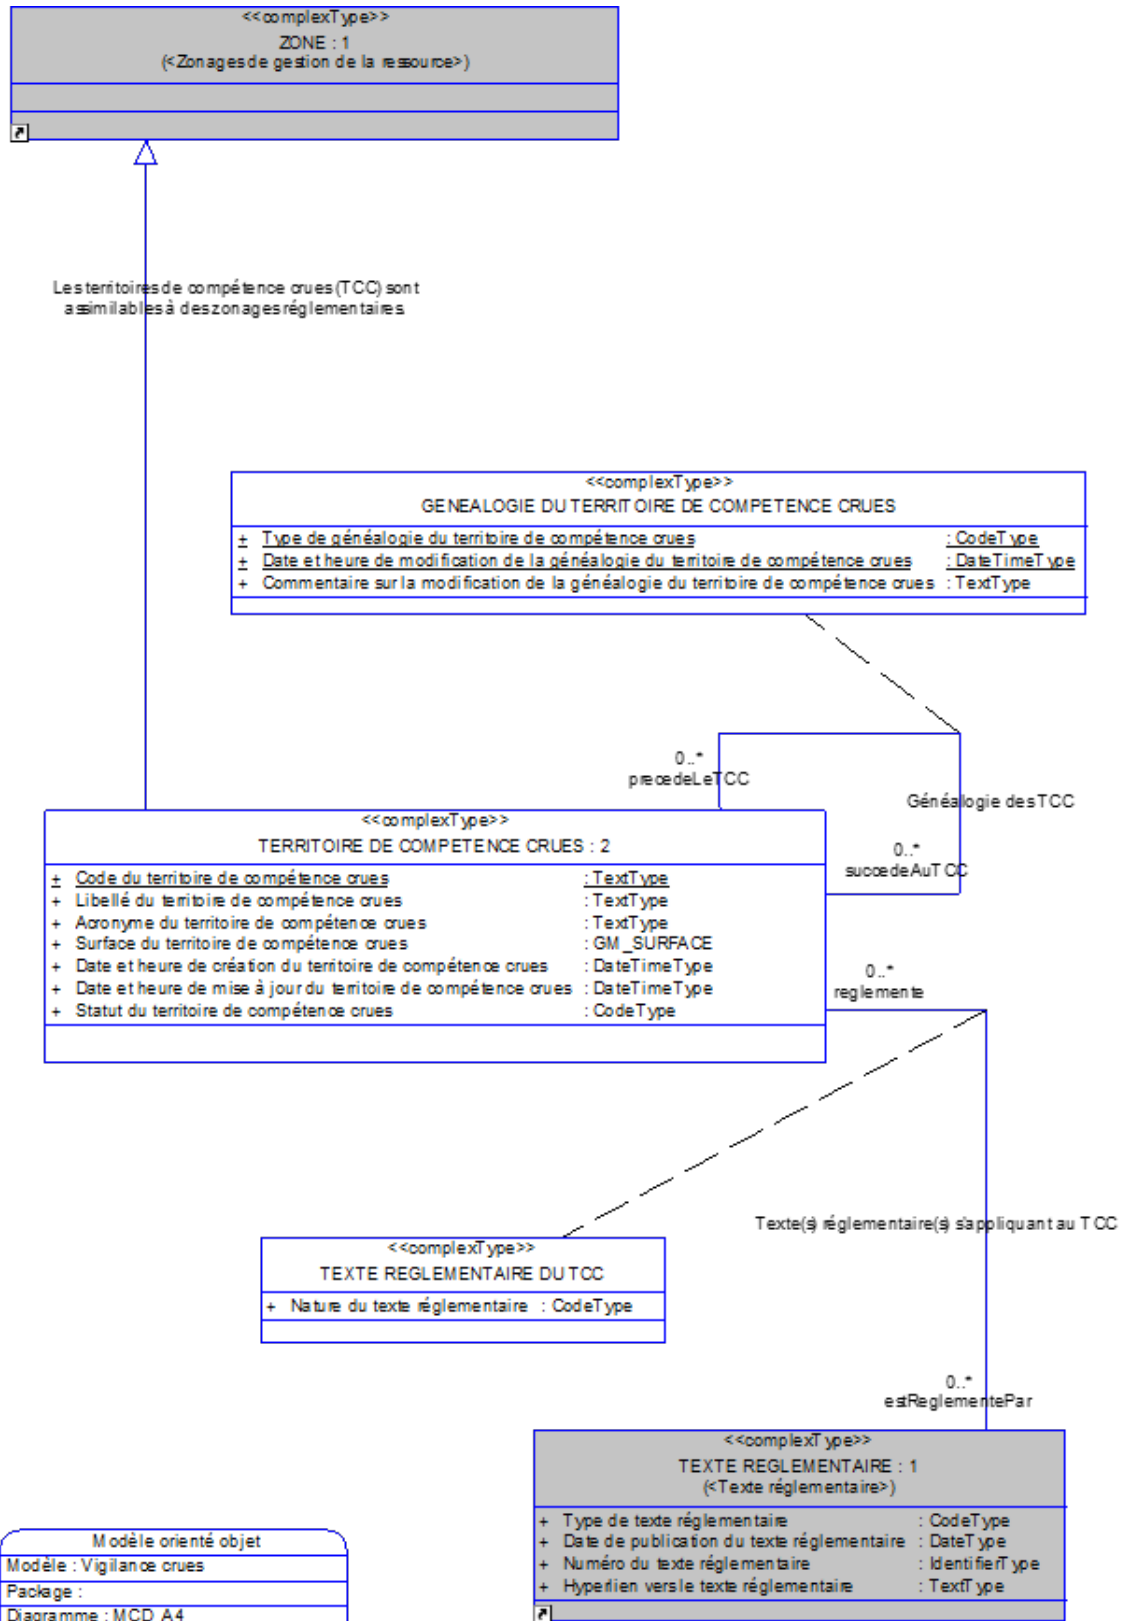 <<complexType>>
ZONE : 1
(<Zonages de gestion de la ressource>)
Les territoires de compétence crues (TCC) sont
assimilables à des zonages réglementaires.
<<complexType>>
GENEALOGIE DU TERRITOIRE DE COMPETENCE CRUES
+ Type de généalogie du territoire de compétence crues : CodeType
+ Date et heure de modification de la généalogie du territoire de compétence crues : DateTimeType
+ Commentaire sur la modification de la généalogie du territoire de compétence crues : TextType
0..*
precedeLeTCC
Généalogie des TCC
0..*
succedeAuTCC
<<complexType>>
TERRITOIRE DE COMPETENCE CRUES : 2
+ Code du territoire de compétence crues : TextType
+ Libellé du territoire de compétence crues : TextType
+ Acronyme du territoire de compétence crues : TextType
+ Surface du territoire de compétence crues : GM_SURFACE
+ Date et heure de création du territoire de compétence crues : DateTimeType
+ Date et heure de mise à jour du territoire de compétence crues : DateTimeType
+ Statut du territoire de compétence crues : CodeType
0..*
reglemente
Texte(s) réglementaire(s) s'appliquant au TCC
<<complexType>>
TEXTE REGLEMENTAIRE DU TCC
+ Nature du texte réglementaire : CodeType
0..*
estReglementePar
<<complexType>>
TEXTE REGLEMENTAIRE : 1
(<Texte réglementaire>)
+ Type de texte réglementaire : CodeType
+ Date de publication du texte réglementaire : DateType
+ Numéro du texte réglementaire : IdentifierType
+ Hyperlien vers le texte réglementaire : TextType
Modèle orienté objet
Modèle : Vigilance crues
Package :
Diagramme : MCD_A4